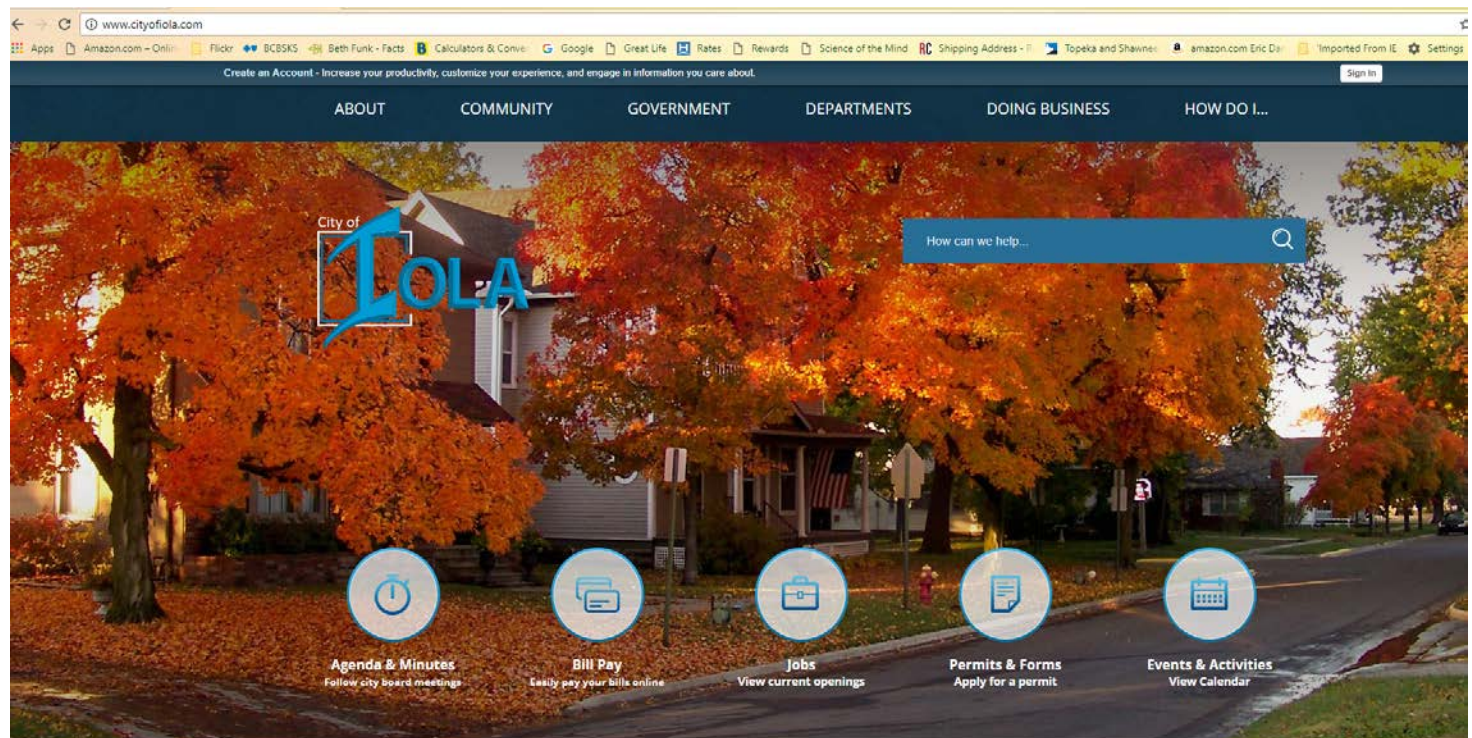 www.cityofiola.com
Apps Amazon.com – Onlin Flickr BCBSKS Beth Funk - Facts Calculators & Conve Google Great Life Rates Rewards Science of the Mind Shipping Address - Topeka and Shawnee amazon.com Eric Da Imported From IE Settings
Create an Account - Increase your productivity, customize your experience, and engage in information you care about.
Sign In
ABOUT COMMUNITY GOVERNMENT DEPARTMENTS DOING BUSINESS HOW DO I...
City of
IOLA
How can we help...
Agenda & Minutes
Follow city board meetings
Bill Pay
Easily pay your bills online
Jobs
View current openings
Permits & Forms
Apply for a permit
Events & Activities
View Calendar